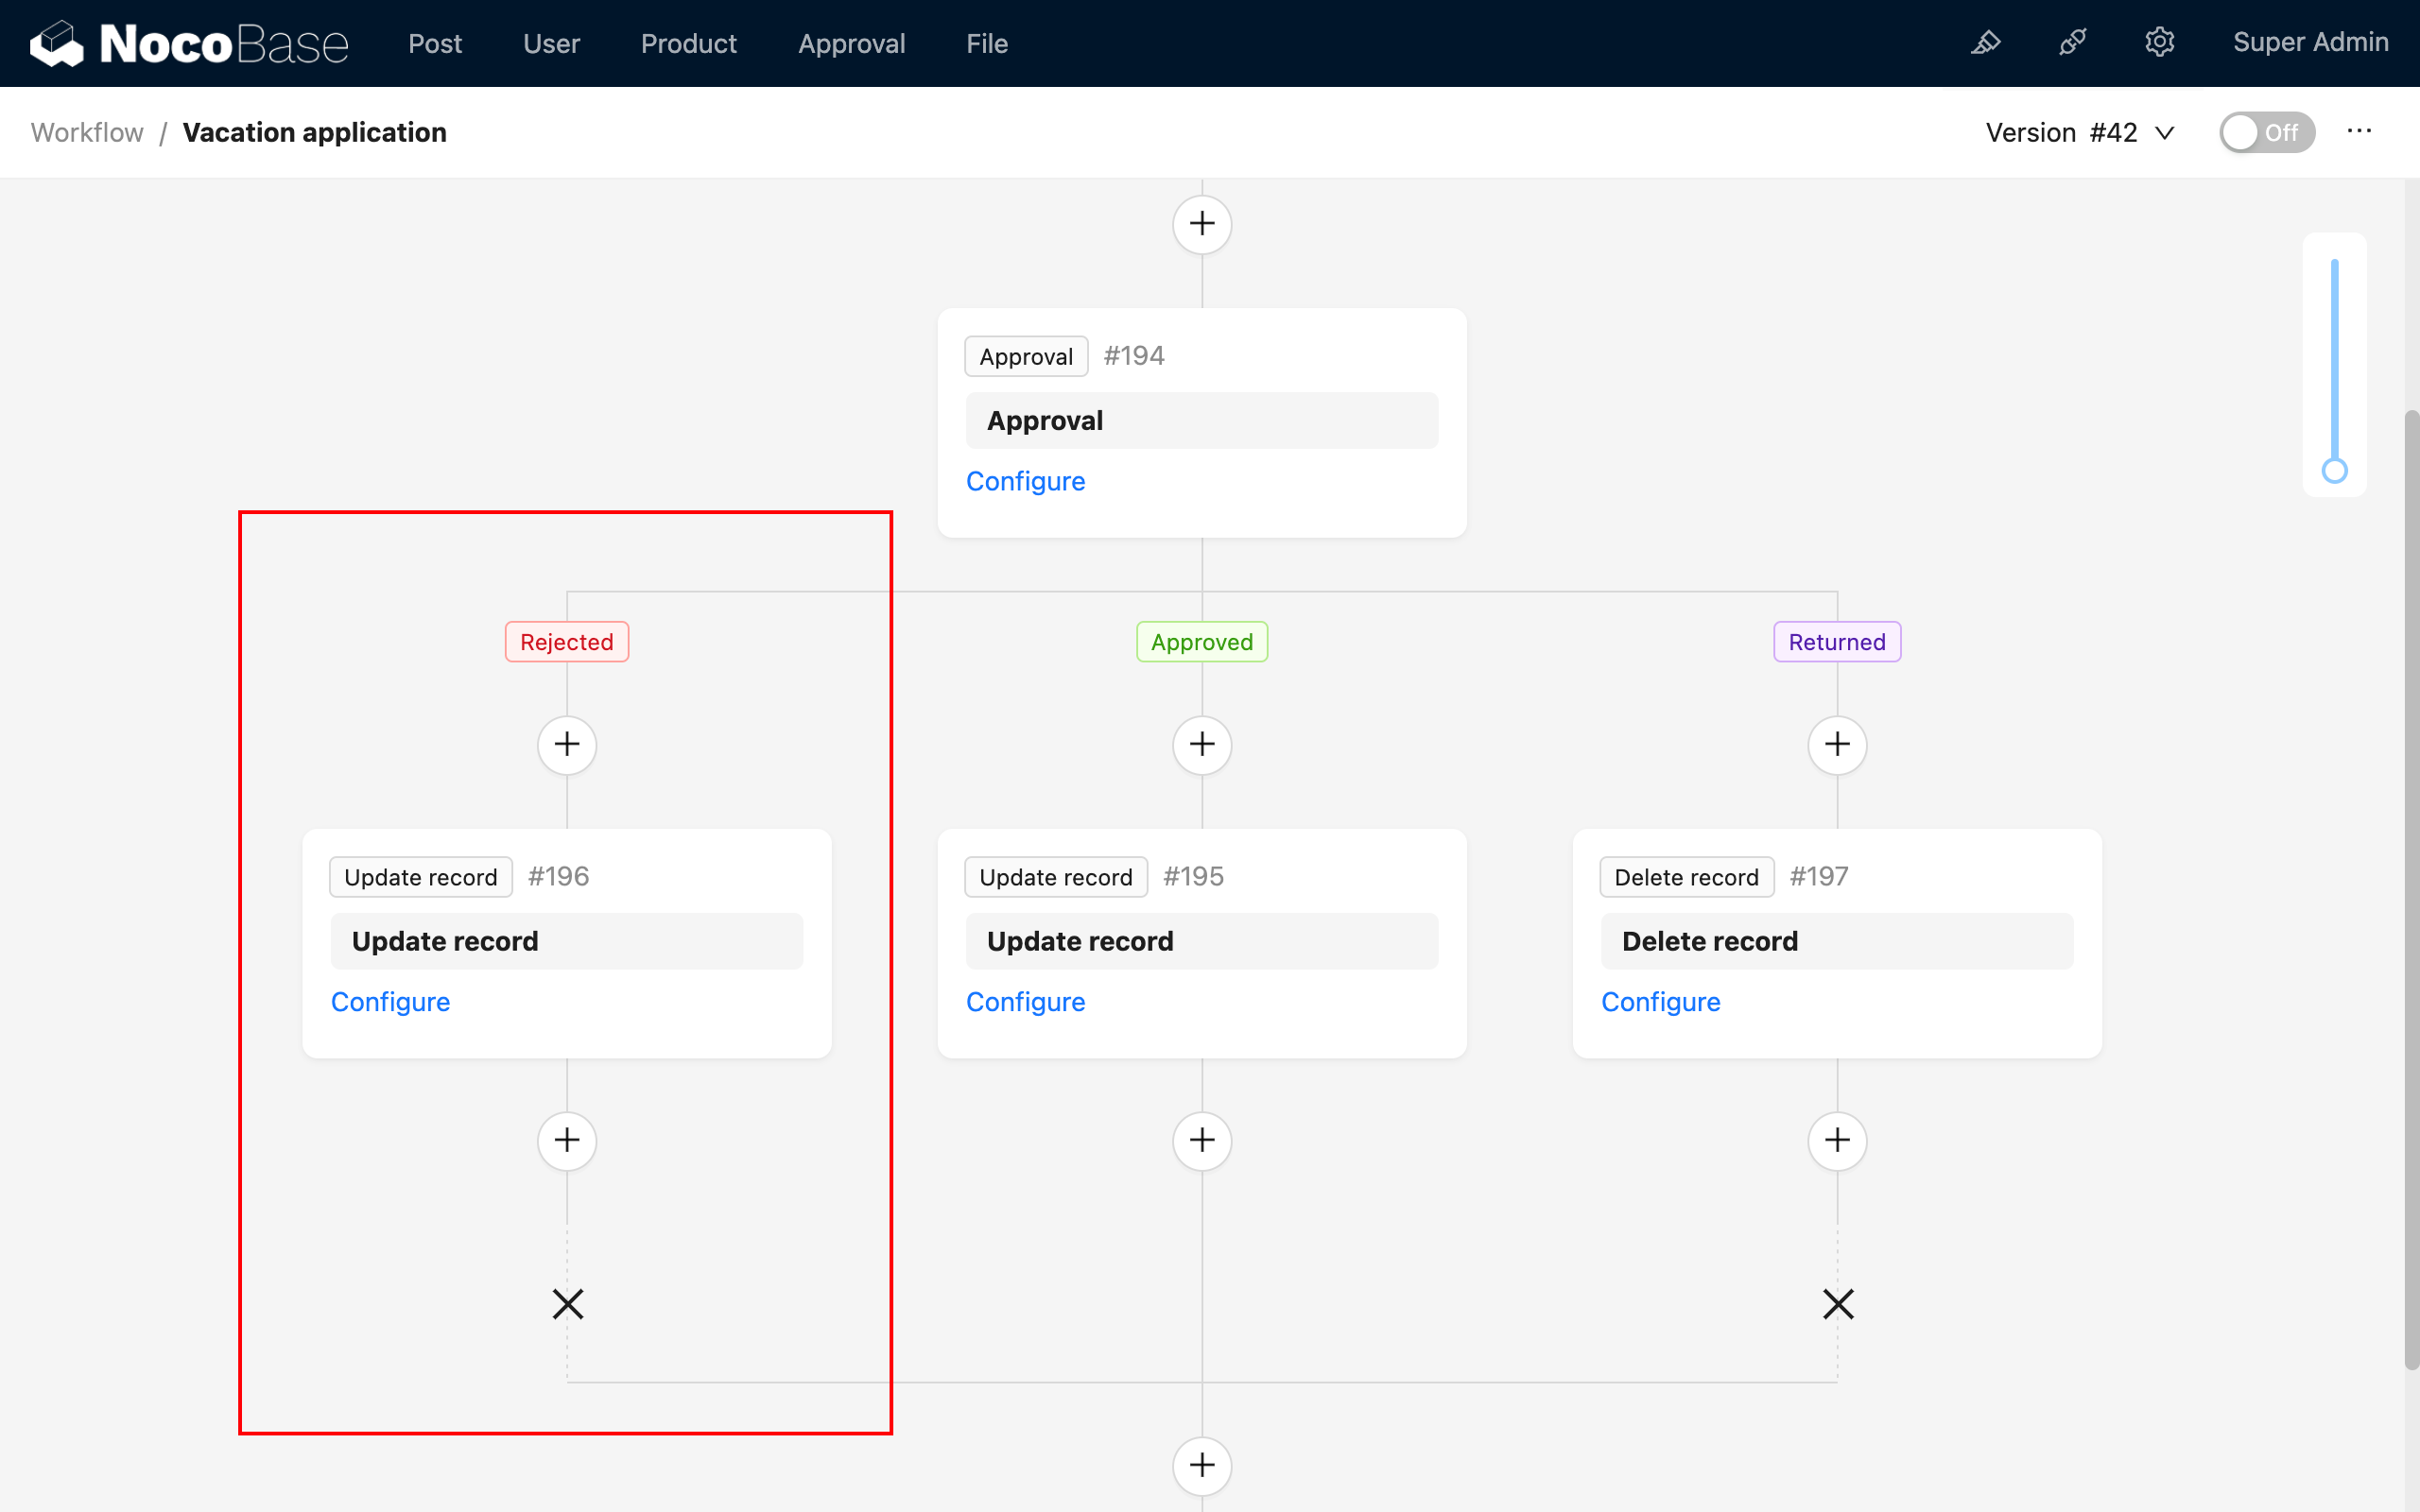 NocoBase Post User Product Approval File Super Admin
Workflow / Vacation application Version #42 Off ···
Approval #194
Approval
Configure
Rejected Approved Returned
Update record #196 Update record #195 Delete record #197
Update record Update record Delete record
Configure Configure Configure